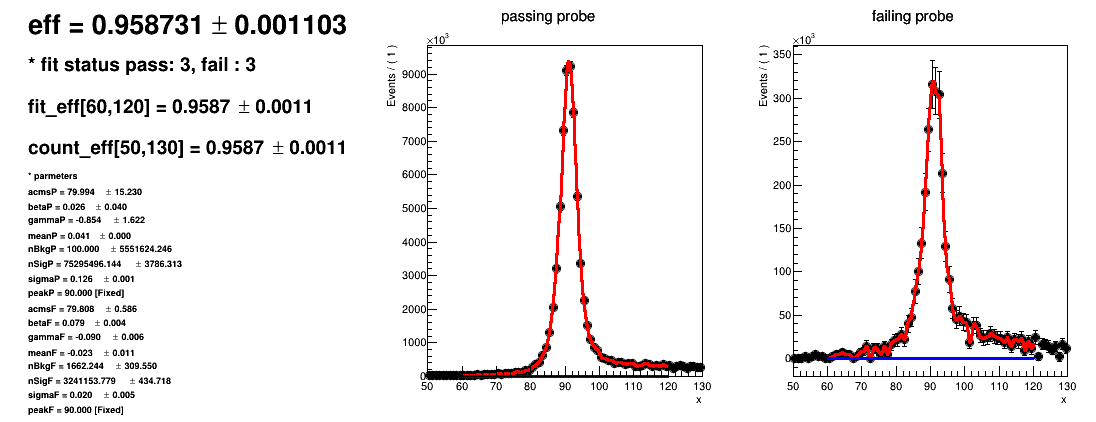 eff = 0.958731 ± 0.001103
* fit status pass: 3, fail : 3
fit_eff[60,120] = 0.9587 ± 0.0011
count_eff[50,130] = 0.9587 ± 0.0011
* parmeters
acmsP = 79.994 ± 15.230
betaP = 0.026 ± 0.040
gammaP = -0.854 ± 1.622
meanP = 0.041 ± 0.000
nBkgP = 100.000 ± 5551624.246
nSigP = 75295496.144 ± 3786.313
sigmaP = 0.126 ± 0.001
peakP = 90.000 [Fixed]
acmsF = 79.808 ± 0.586
betaF = 0.079 ± 0.004
gammaF = -0.090 ± 0.006
meanF = -0.023 ± 0.011
nBkgF = 1662.244 ± 309.550
nSigF = 3241153.779 ± 434.718
sigmaF = 0.020 ± 0.005
peakF = 90.000 [Fixed]
passing probe
×10³
Events / ( 1 )
9000
8000
7000
6000
5000
4000
3000
2000
1000
0
50 60 70 80 90 100 110 120 130
x
failing probe
×10³
Events / ( 1 )
350
300
250
200
150
100
50
0
50 60 70 80 90 100 110 120 130
x